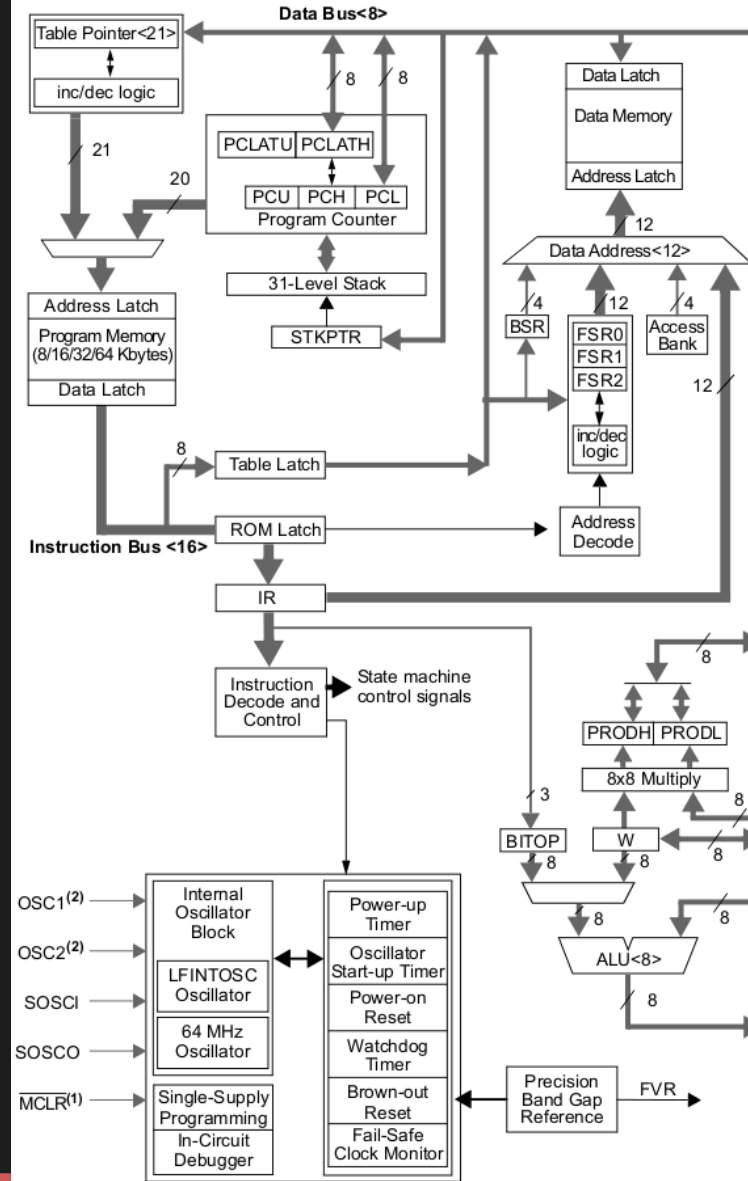 Data Bus<8>
Table Pointer<21>
inc/dec logic
21
20
8
8
PCLATU PCLATH
PCU PCH PCL
Program Counter
31-Level Stack
STKPTR
Data Latch
Data Memory
Address Latch
12
Data Address<12>
4
12
4
BSR
FSR0
FSR1
FSR2
inc/dec
logic
Access
Bank
12
Address
Decode
Address Latch
Program Memory
(8/16/32/64 Kbytes)
Data Latch
8
Table Latch
ROM Latch
Instruction Bus <16>
IR
Instruction
Decode and
Control
State machine
control signals
8
PRODH PRODL
8x8 Multiply
3
8
BITOP
W
8
8
8
8
8
ALU<8>
8
OSC1(2)
OSC2(2)
SOSCI
SOSCO
MCLR(1)
Internal
Oscillator
Block
LFINTOSC
Oscillator
64 MHz
Oscillator
Single-Supply
Programming
In-Circuit
Debugger
Power-up
Timer
Oscillator
Start-up Timer
Power-on
Reset
Watchdog
Timer
Brown-out
Reset
Fail-Safe
Clock Monitor
Precision
Band Gap
Reference
FVR